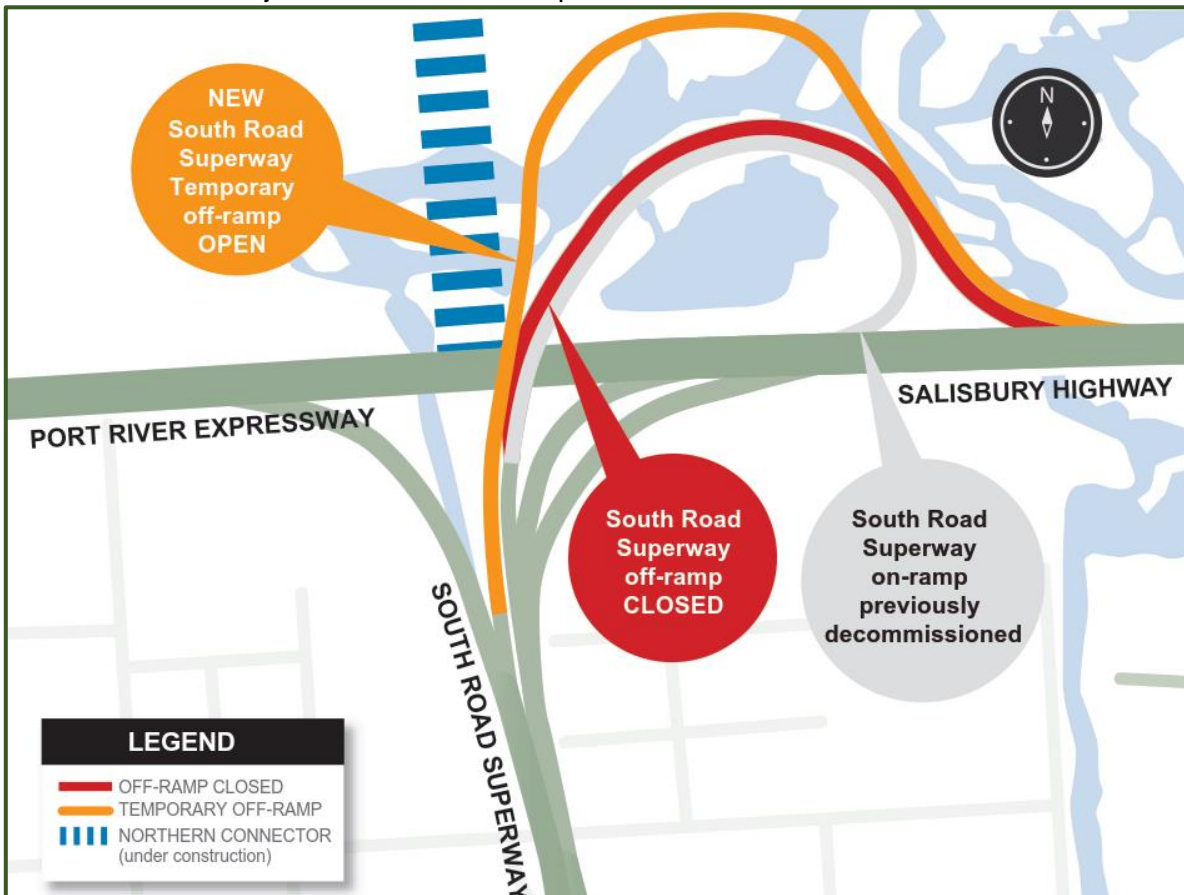 NEW
South Road
Superway
Temporary
off-ramp
OPEN
N
PORT RIVER EXPRESSWAY
SALISBURY HIGHWAY
South Road
Superway
off-ramp
CLOSED
South Road
Superway
on-ramp
previously
decommissioned
SOUTH ROAD SUPERWAY
LEGEND
OFF-RAMP CLOSED
TEMPORARY OFF-RAMP
NORTHERN CONNECTOR
(under construction)